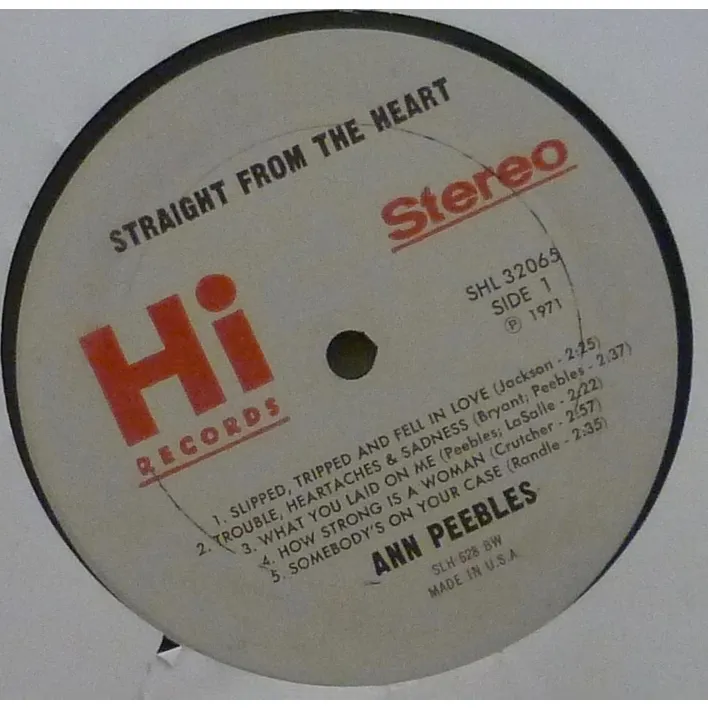 STRAIGHT FROM THE HEART
Stereo
Hi
RECORDS
SHL 32065
SIDE 1
℗ 1971
1. SLIPPED, TRIPPED AND FELL IN LOVE (Jackson - 2:25)
2. TROUBLE, HEARTACHES & SADNESS (Bryant; Peebles - 2:37)
3. WHAT YOU LAID ON ME (Peebles; LaSalle - 2:22)
4. HOW STRONG IS A WOMAN (Crutcher - 2:57)
5. SOMEBODY'S ON YOUR CASE (Randle - 2:35)
ANN PEEBLES
SLH-628 BW
MADE IN U.S.A.